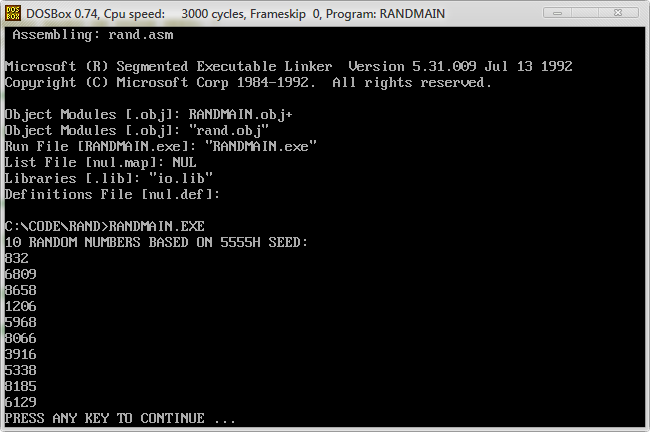 DOSBox 0.74, Cpu speed: 3000 cycles, Frameskip 0, Program: RANDMAIN
Assembling: rand.asm
Microsoft (R) Segmented Executable Linker Version 5.31.009 Jul 13 1992
Copyright (C) Microsoft Corp 1984-1992. All rights reserved.
Object Modules [.obj]: RANDMAIN.obj+
Object Modules [.obj]: "rand.obj"
Run File [RANDMAIN.exe]: "RANDMAIN.exe"
List File [nul.map]: NUL
Libraries [.lib]: "io.lib"
Definitions File [nul.def]:
C:\CODE\RAND>RANDMAIN.EXE
10 RANDOM NUMBERS BASED ON 5555H SEED:
832
6809
8658
1206
5968
8066
3916
5338
8185
6129
PRESS ANY KEY TO CONTINUE ...